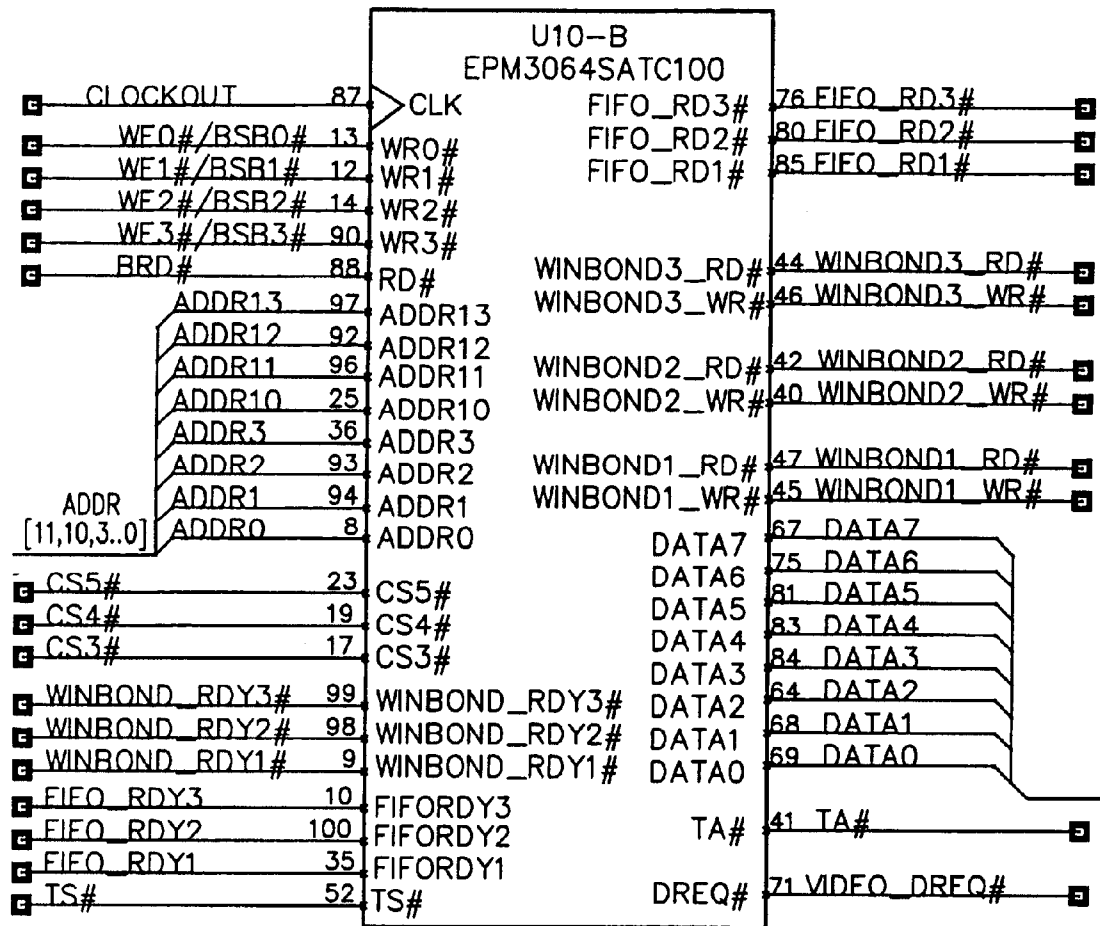 U10-B
EPM3064SATC100
CLOCKOUT 87 CLK FIFO_RD3# 76 FIFO_RD3#
WE0#/BSB0# 13 WR0# FIFO_RD2# 80 FIFO_RD2#
WE1#/BSB1# 12 WR1# FIFO_RD1# 85 FIFO_RD1#
WE2#/BSB2# 14 WR2#
WE3#/BSB3# 90 WR3#
BRD# 88 RD# WINBOND3_RD# 44 WINBOND3_RD#
ADDR13 97 ADDR13 WINBOND3_WR# 46 WINBOND3_WR#
ADDR12 92 ADDR12
ADDR11 96 ADDR11 WINBOND2_RD# 42 WINBOND2_RD#
ADDR10 25 ADDR10 WINBOND2_WR# 40 WINBOND2_WR#
ADDR3 36 ADDR3
ADDR2 93 ADDR2 WINBOND1_RD# 47 WINBOND1_RD#
ADDR1 94 ADDR1 WINBOND1_WR# 45 WINBOND1_WR#
ADDR
[11,10,3..0] ADDR0 8 ADDR0 DATA7 67 DATA7
DATA6 75 DATA6
CS5# 23 CS5# DATA5 81 DATA5
CS4# 19 CS4# DATA4 83 DATA4
CS3# 17 CS3# DATA3 84 DATA3
WINBOND_RDY3# 99 WINBOND_RDY3# DATA2 64 DATA2
WINBOND_RDY2# 98 WINBOND_RDY2# DATA1 68 DATA1
WINBOND_RDY1# 9 WINBOND_RDY1# DATA0 69 DATA0
FIFO_RDY3 10 FIFORDY3
FIFO_RDY2 100 FIFORDY2 TA# 41 TA#
FIFO_RDY1 35 FIFORDY1
TS# 52 TS# DREQ# 71 VIDEO_DREQ#